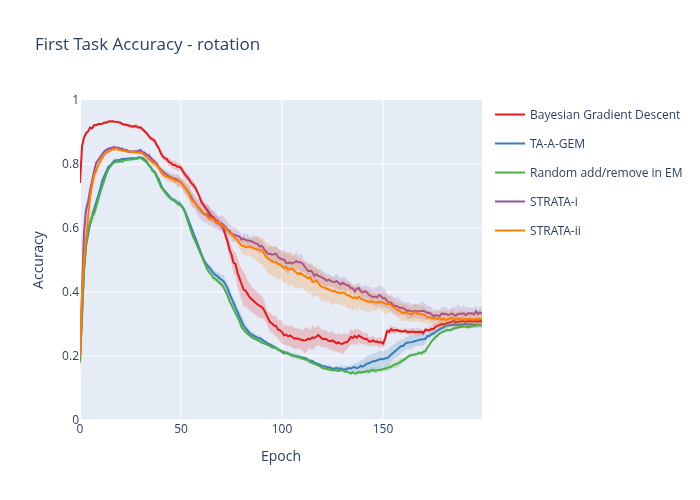 First Task Accuracy - rotation
Accuracy
1
0.8
0.6
0.4
0.2
0
0
50
100
150
Epoch
Bayesian Gradient Descent
TA-A-GEM
Random add/remove in EM
STRATA-i
STRATA-ii